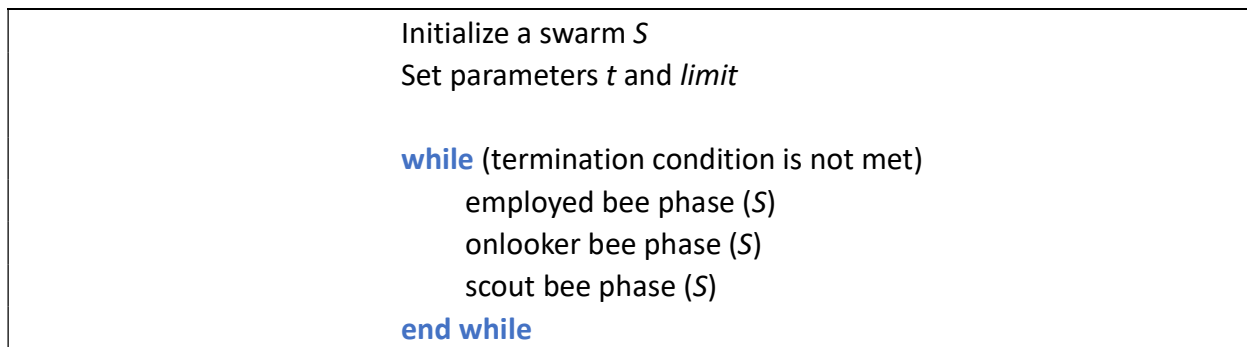 Initialize a swarm S
Set parameters t and limit
while (termination condition is not met)
employed bee phase (S)
onlooker bee phase (S)
scout bee phase (S)
end while